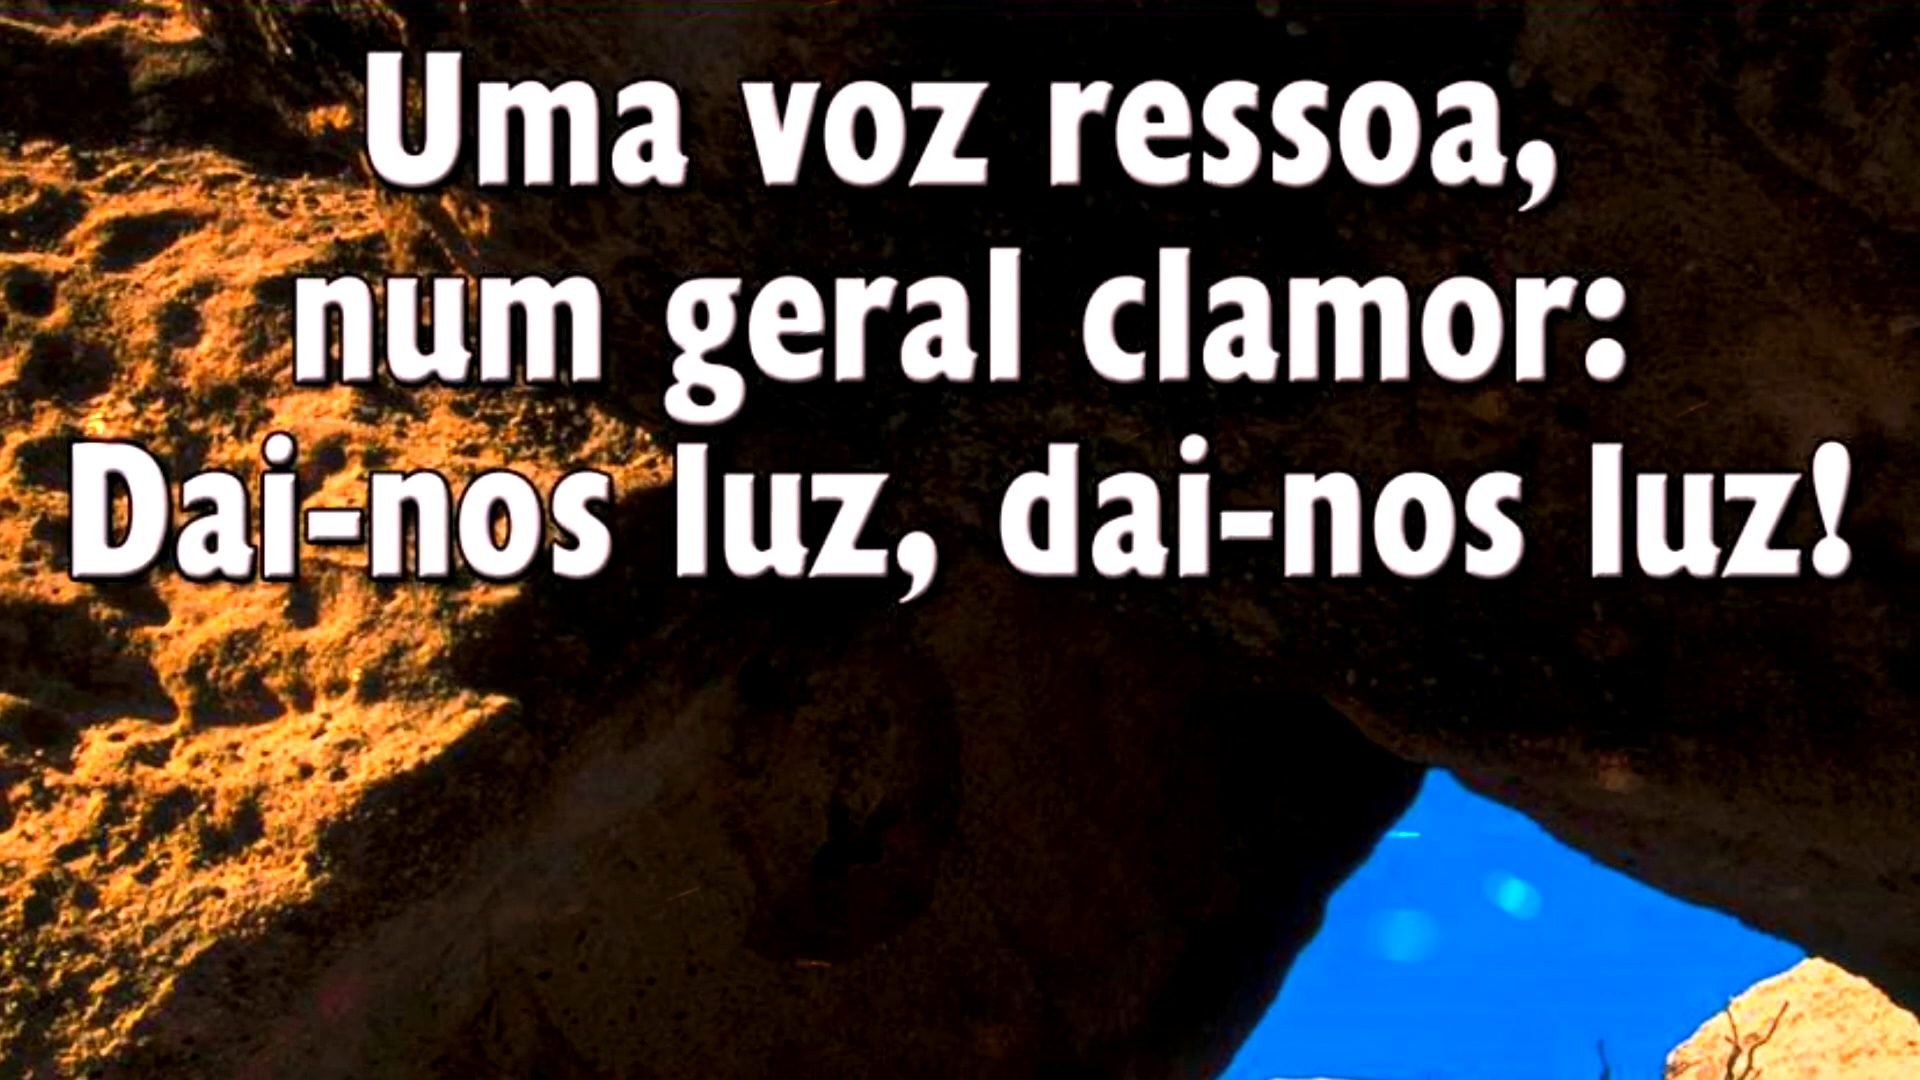 Uma voz ressoa,
num geral clamor:
Dai-nos luz, dai-nos luz!